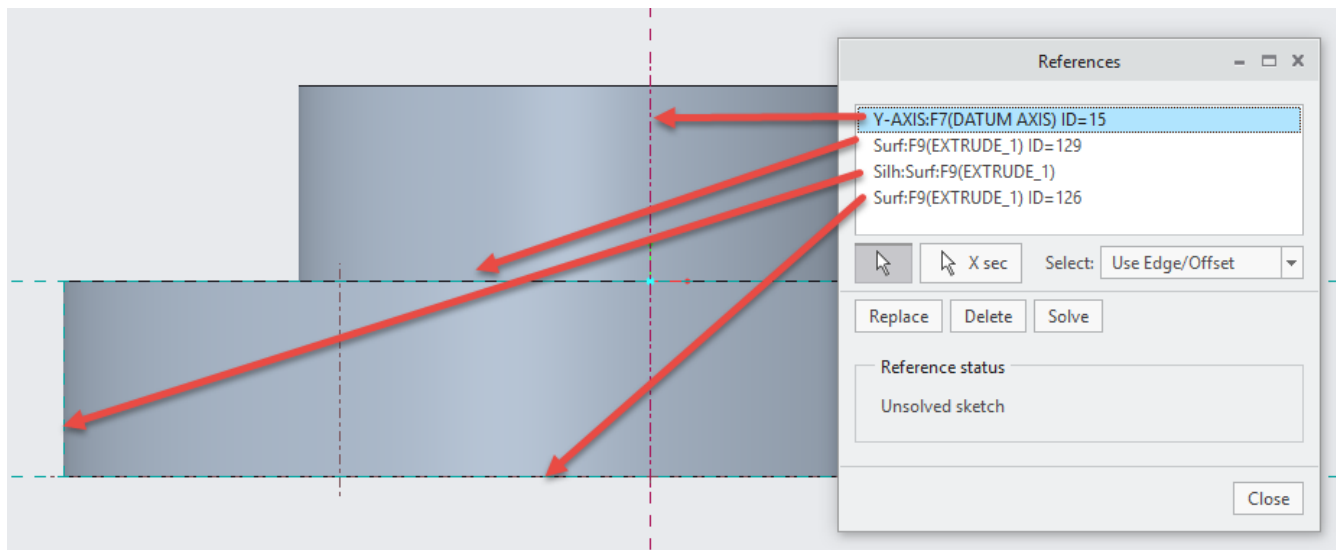 References
Y-AXIS:F7(DATUM AXIS) ID=15
Surf:F9(EXTRUDE_1) ID=129
Silh:Surf:F9(EXTRUDE_1)
Surf:F9(EXTRUDE_1) ID=126
X sec Select: Use Edge/Offset
Replace Delete Solve
Reference status
Unsolved sketch
Close